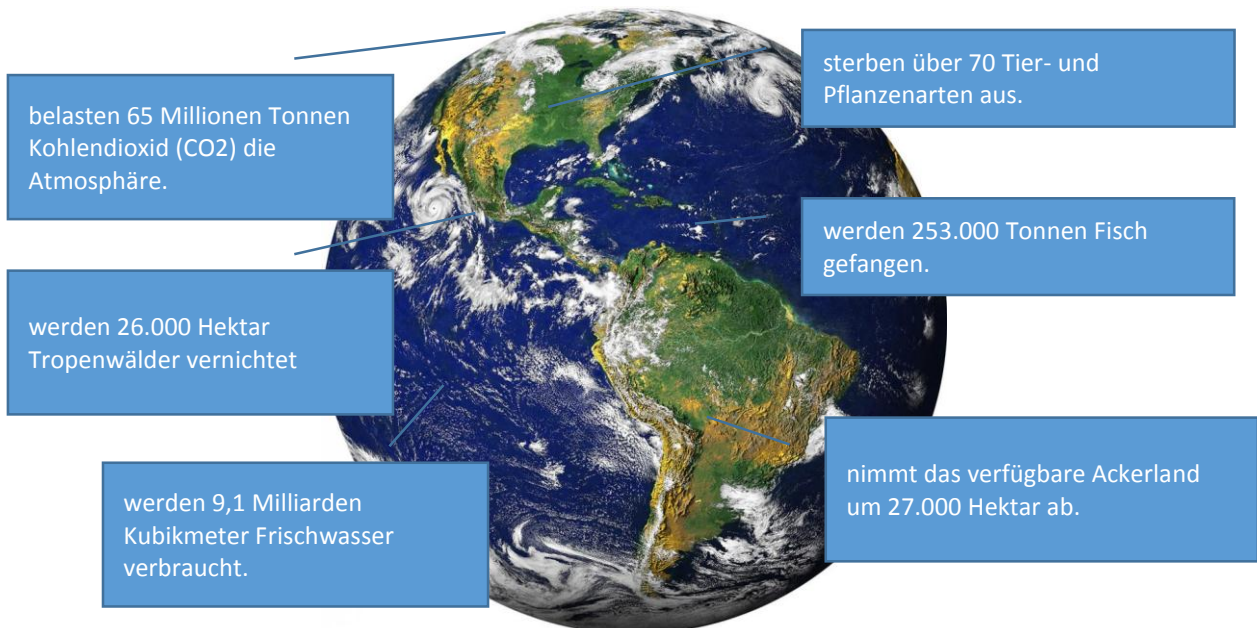 belasten 65 Millionen Tonnen
Kohlendioxid (CO2) die
Atmosphäre.
werden 26.000 Hektar
Tropenwälder vernichtet
werden 9,1 Milliarden
Kubikmeter Frischwasser
verbraucht.
sterben über 70 Tier- und
Pflanzenarten aus.
werden 253.000 Tonnen Fisch
gefangen.
nimmt das verfügbare Ackerland
um 27.000 Hektar ab.